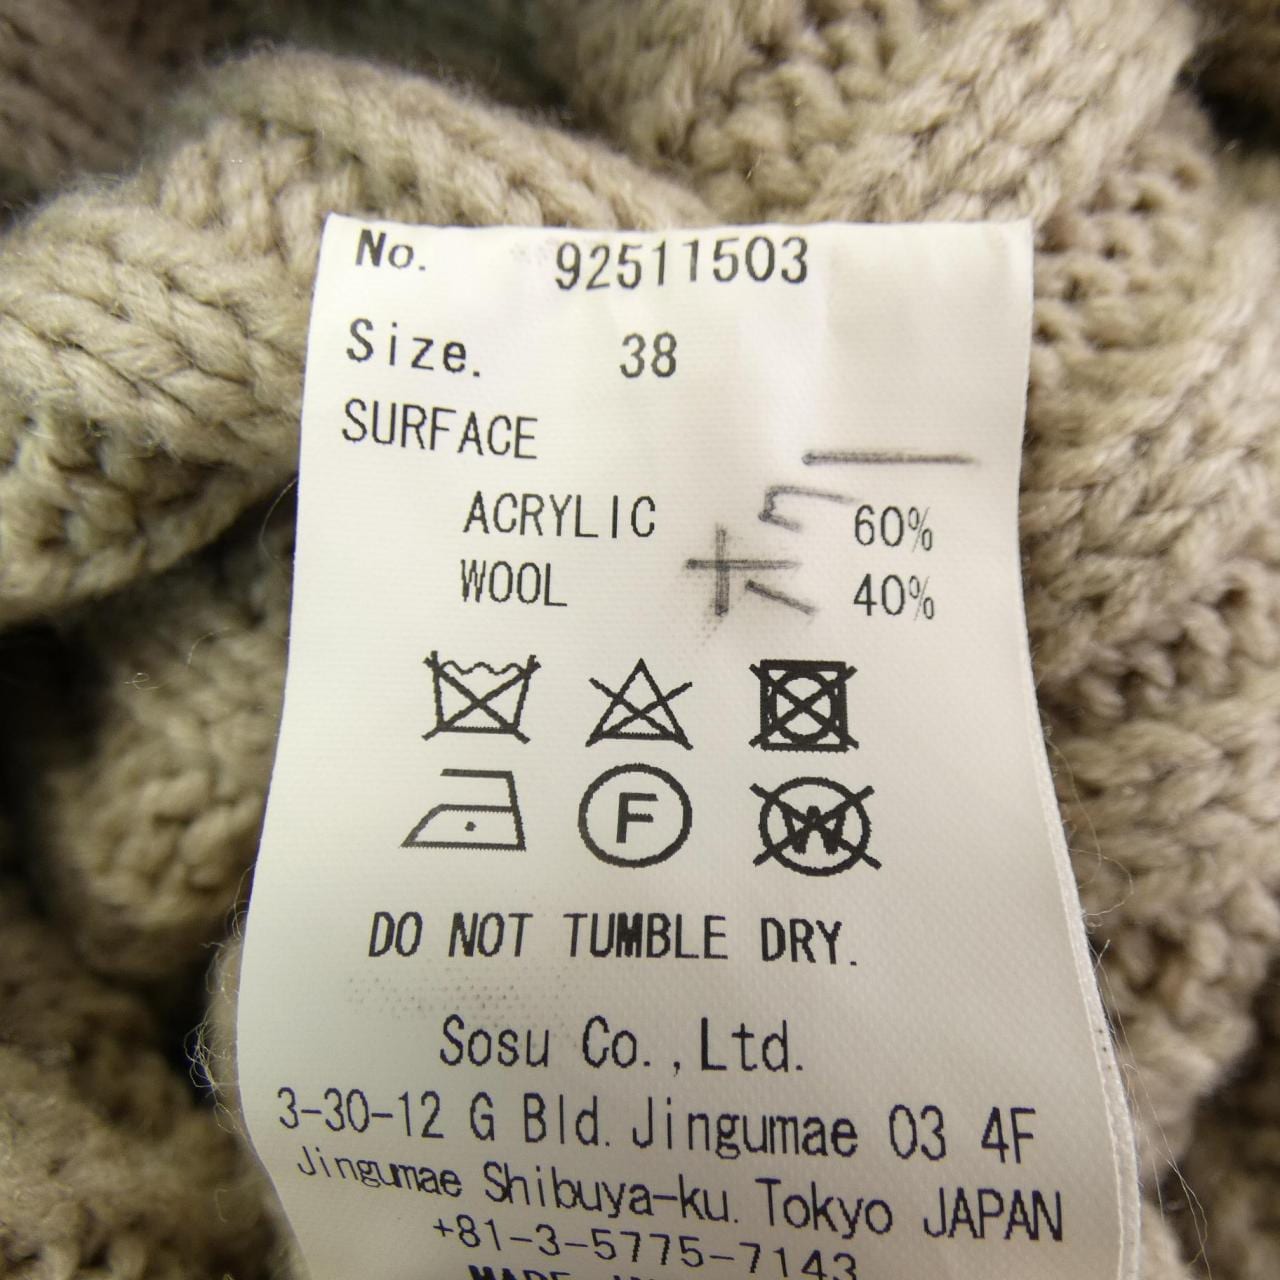 No. 92511503
Size. 38
SURFACE
ACRYLIC 60%
WOOL 40%
F
W
DO NOT TUMBLE DRY.
Sosu Co.,Ltd.
3-30-12 G Bld. Jingumae 03 4F
Jingumae Shibuya-ku. Tokyo JAPAN
+81-3-5775-7143